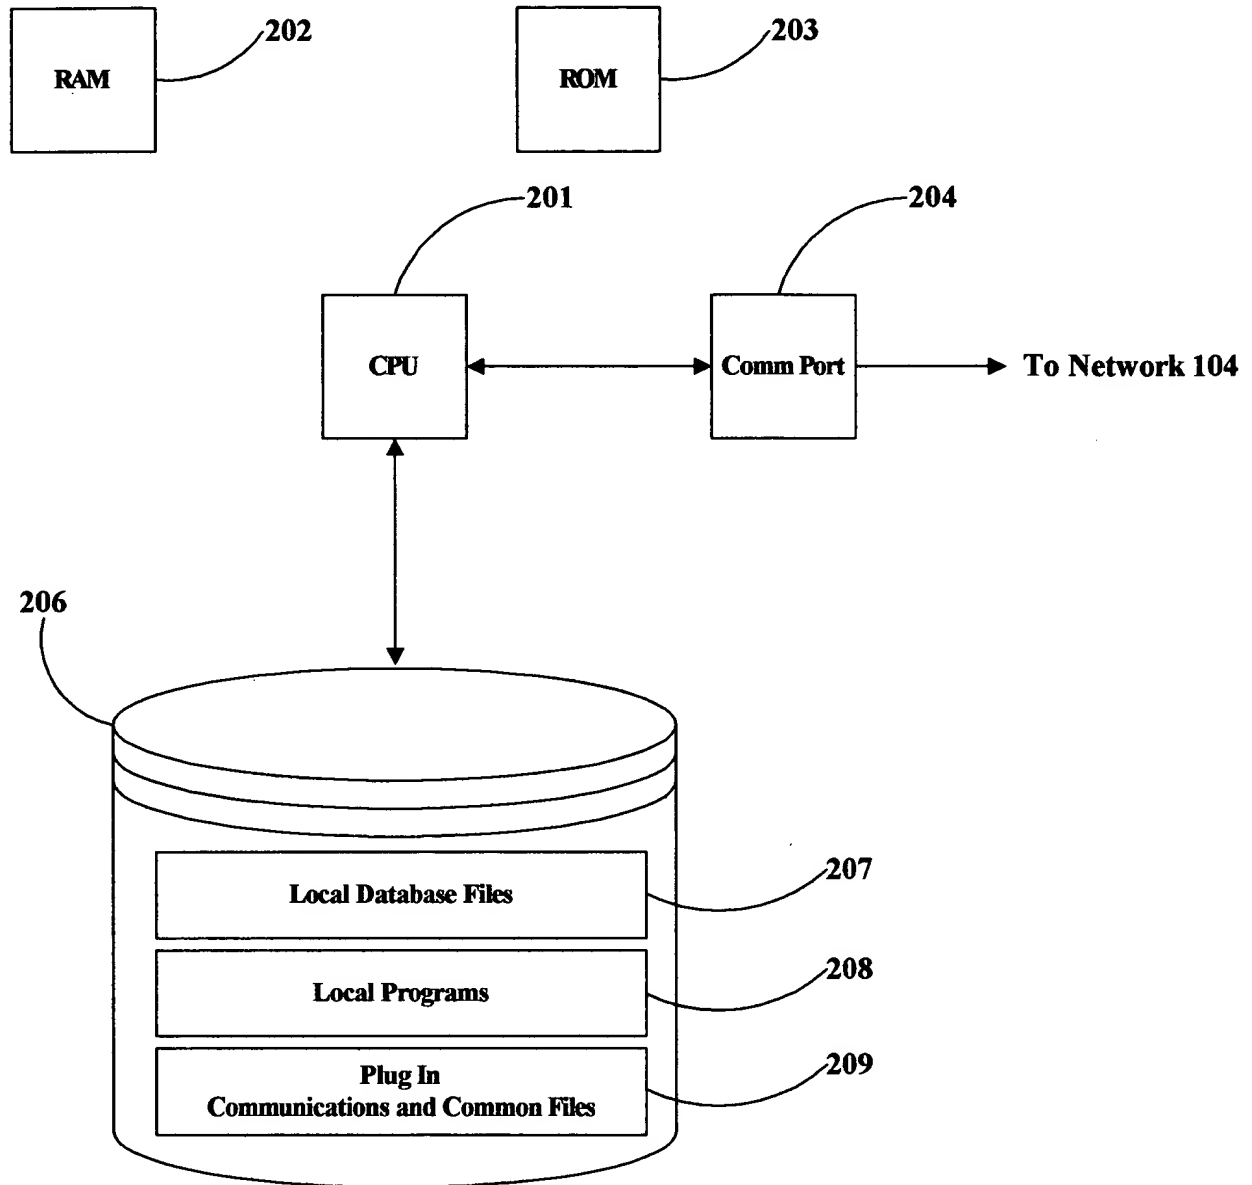 202
203
RAM
ROM
201
204
CPU
Comm Port
To Network 104
206
207
Local Database Files
208
Local Programs
209
Plug In
Communications and Common Files